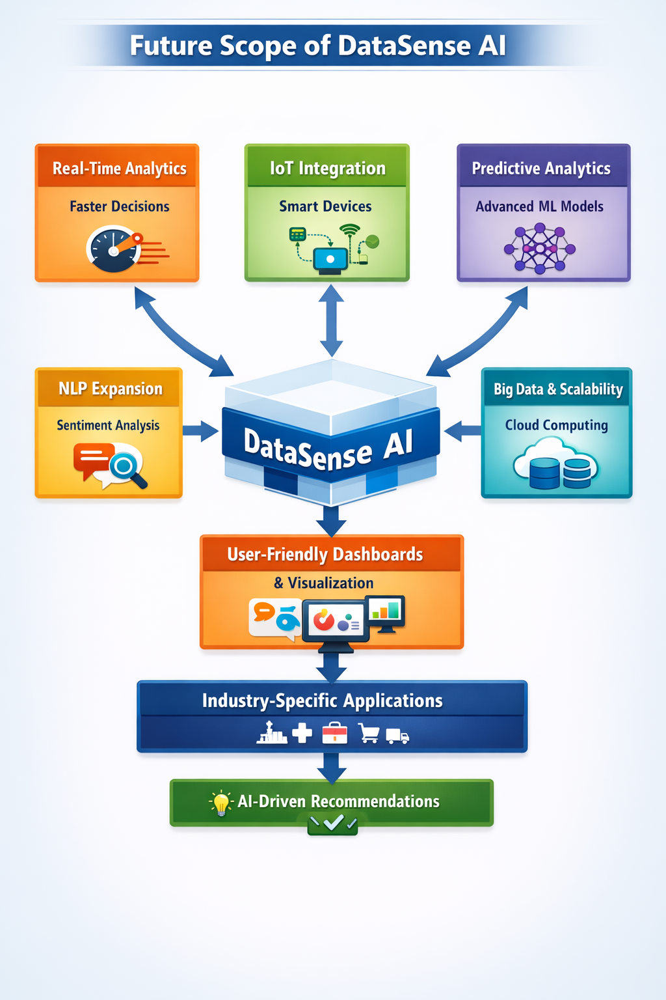 Future Scope of DataSense AI
Real-Time Analytics
Faster Decisions
IoT Integration
Smart Devices
Predictive Analytics
Advanced ML Models
NLP Expansion
Sentiment Analysis
DataSense AI
Big Data & Scalability
Cloud Computing
User-Friendly Dashboards
& Visualization
Industry-Specific Applications
AI-Driven Recommendations